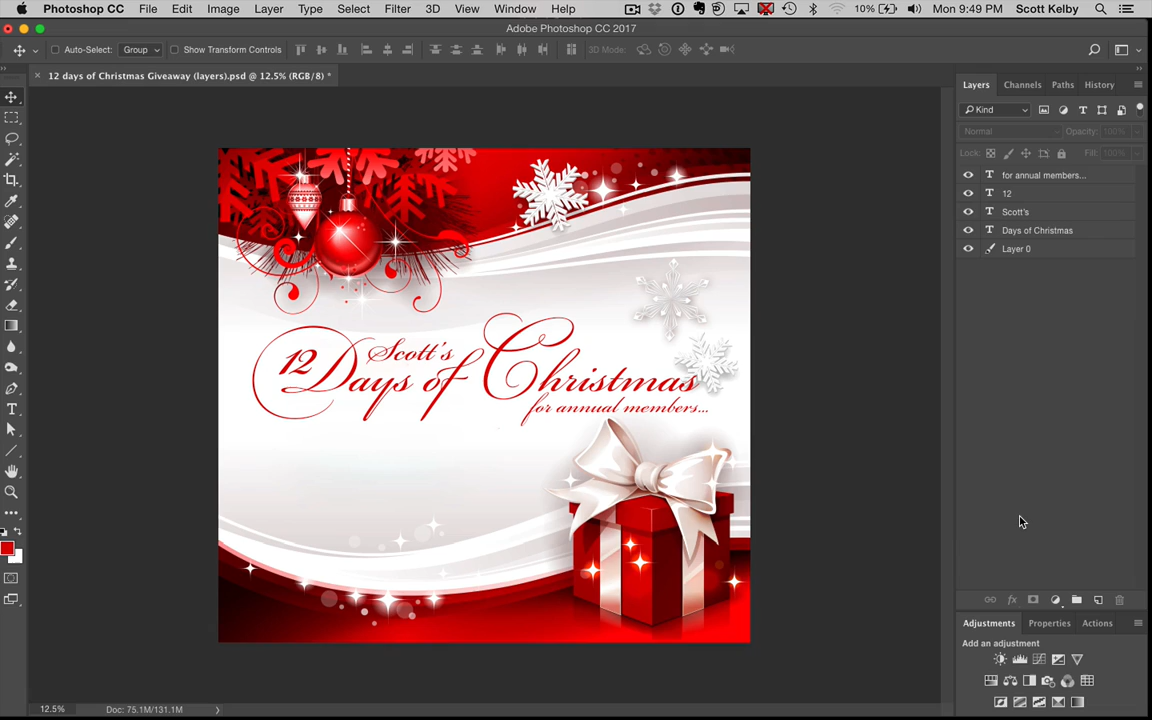 Photoshop CC File Edit Image Layer Type Select Filter 3D View Window Help 10% Mon 9:49 PM Scott Kelby
Adobe Photoshop CC 2017
Auto-Select: Group Show Transform Controls 3D Mode:
× 12 days of Christmas Giveaway (layers).psd @ 12.5% (RGB/8) *
Layers Channels Paths History
Kind
Normal Opacity: 100%
Lock: Fill: 100%
for annual members...
12
Scott's
Days of Christmas
Layer 0
12 Scott's
Days of Christmas
for annual members...
Adjustments Properties Actions
Add an adjustment
12.5% Doc: 75.1M/131.1M